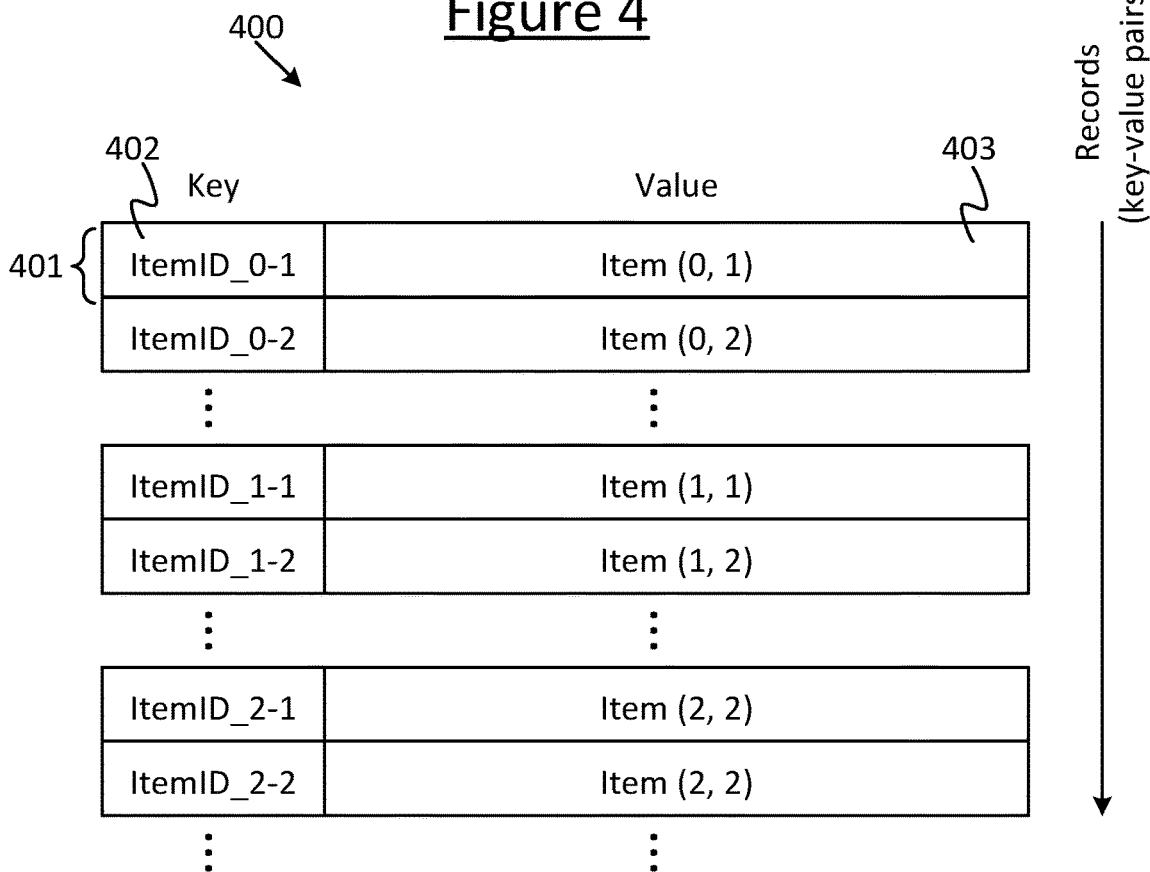 Figure 4
400
Records
(key-value pairs
402
403
Key Value
401
ItemID_0-1 Item (0, 1)
ItemID_0-2 Item (0, 2)
ItemID_1-1 Item (1, 1)
ItemID_1-2 Item (1, 2)
ItemID_2-1 Item (2, 2)
ItemID_2-2 Item (2, 2)